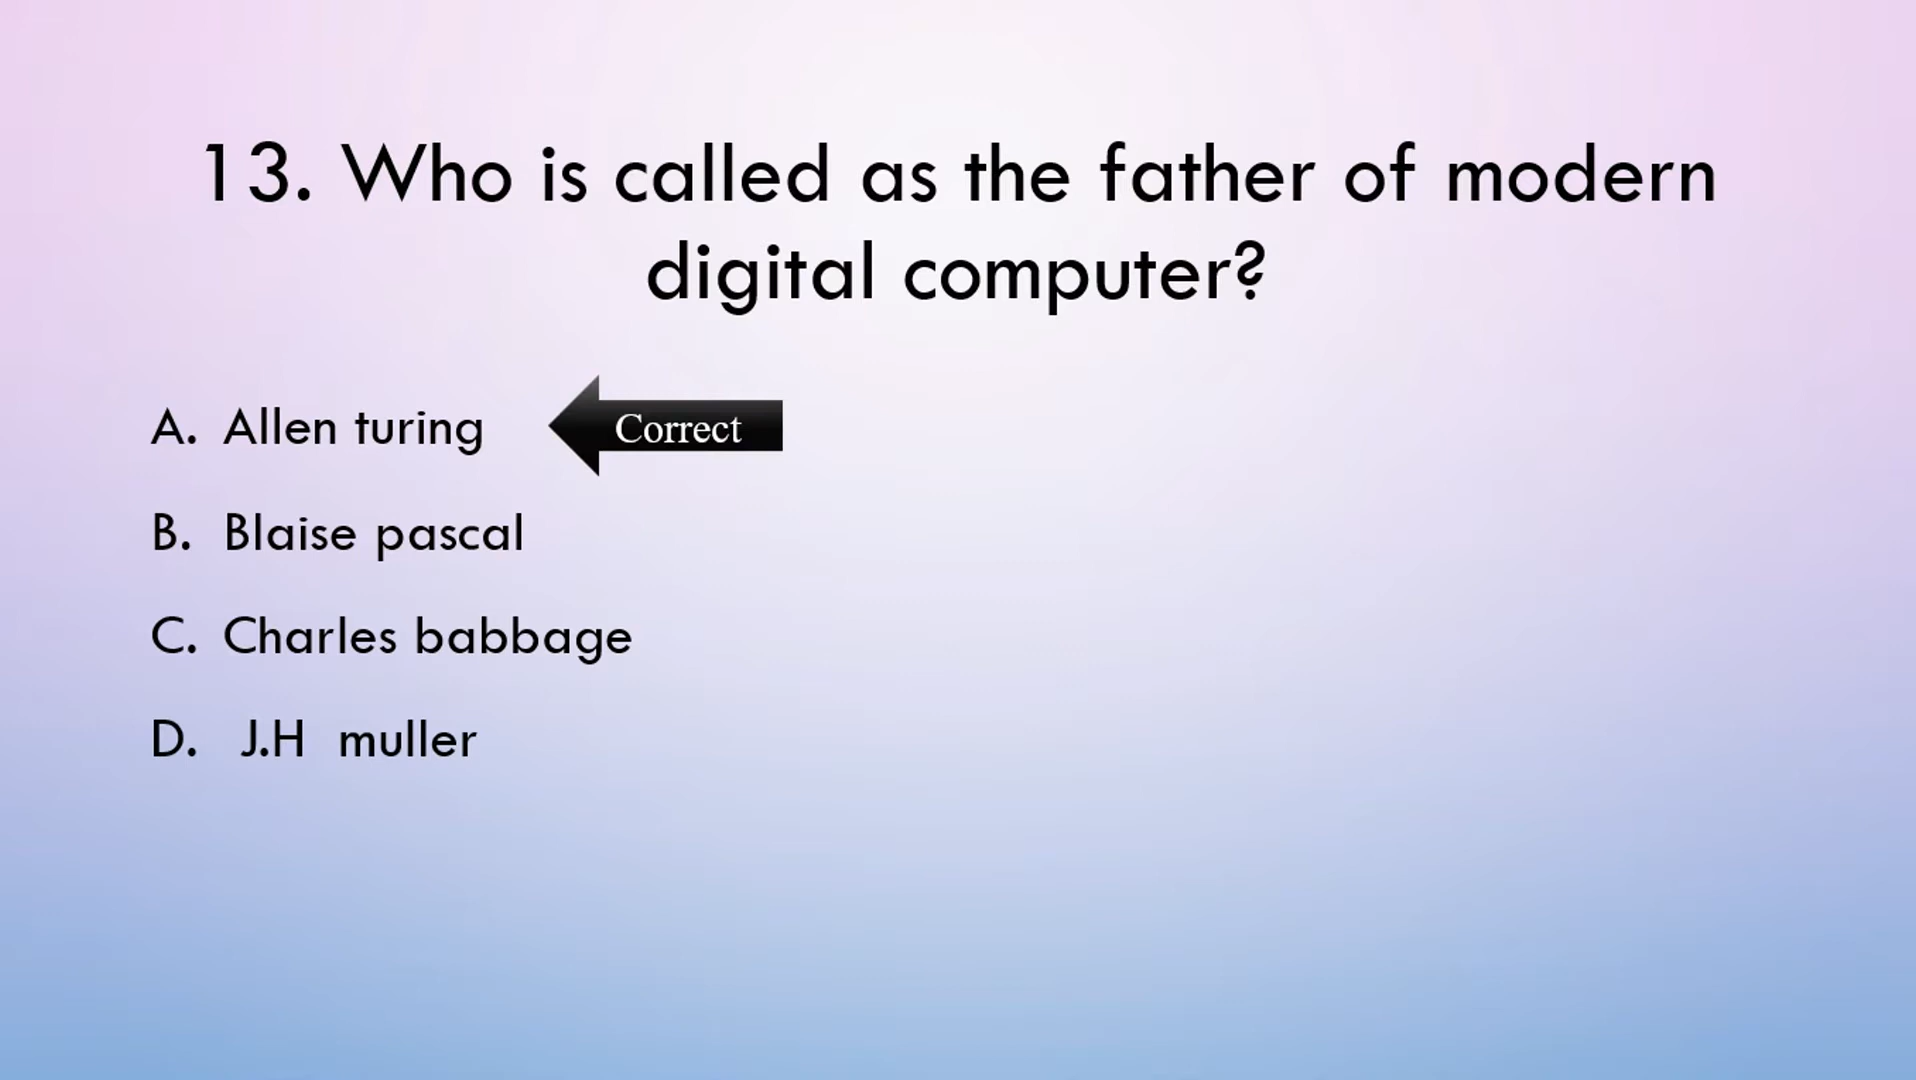 13. Who is called as the father of modern
digital computer?
A. Allen turing
Correct
B. Blaise pascal
C. Charles babbage
D. J.H muller